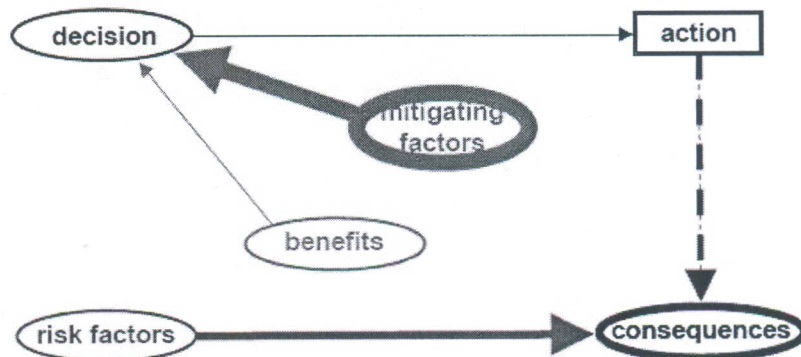 decision
action
mitigating
factors
benefits
risk factors
consequences